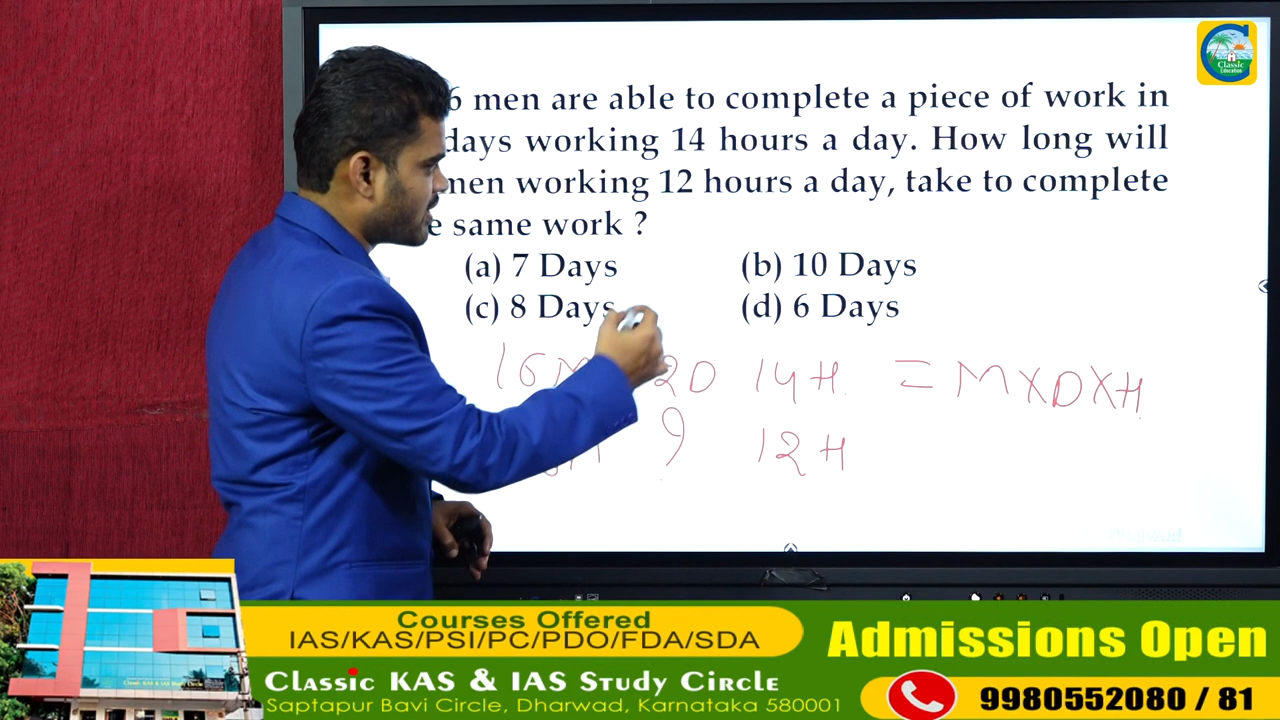 Classic
Education
6 men are able to complete a piece of work in
days working 14 hours a day. How long will
men working 12 hours a day, take to complete
same work ?
(a) 7 Days (b) 10 Days
(c) 8 Days (d) 6 Days
16M 2D 14H = M×D×H
? 12H
Courses Offered
IAS/KAS/PSI/PC/PDO/FDA/SDA
Admissions Open
Classic KAS & IAS Study Circle
Saptapur Bavi Circle, Dharwad, Karnataka 580001
9980552080 / 81